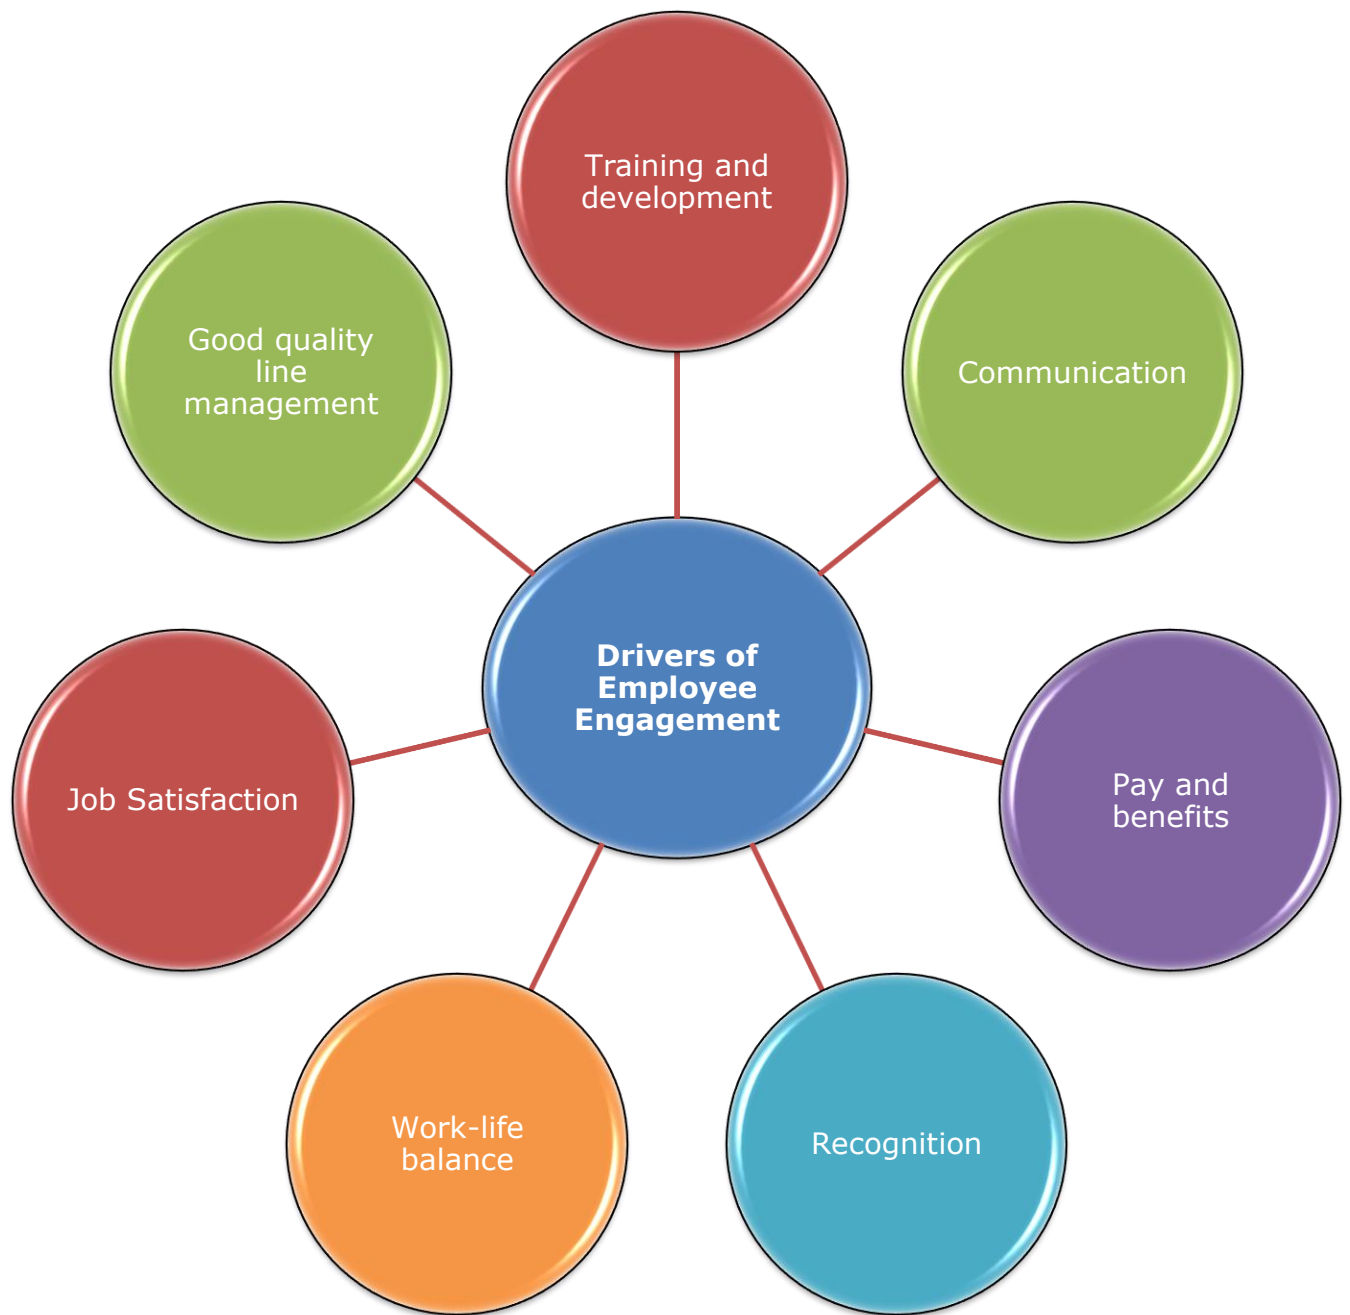 Training and
development
Good quality
line
management
Communication
Drivers of
Employee
Engagement
Job Satisfaction
Pay and
benefits
Work-life
balance
Recognition